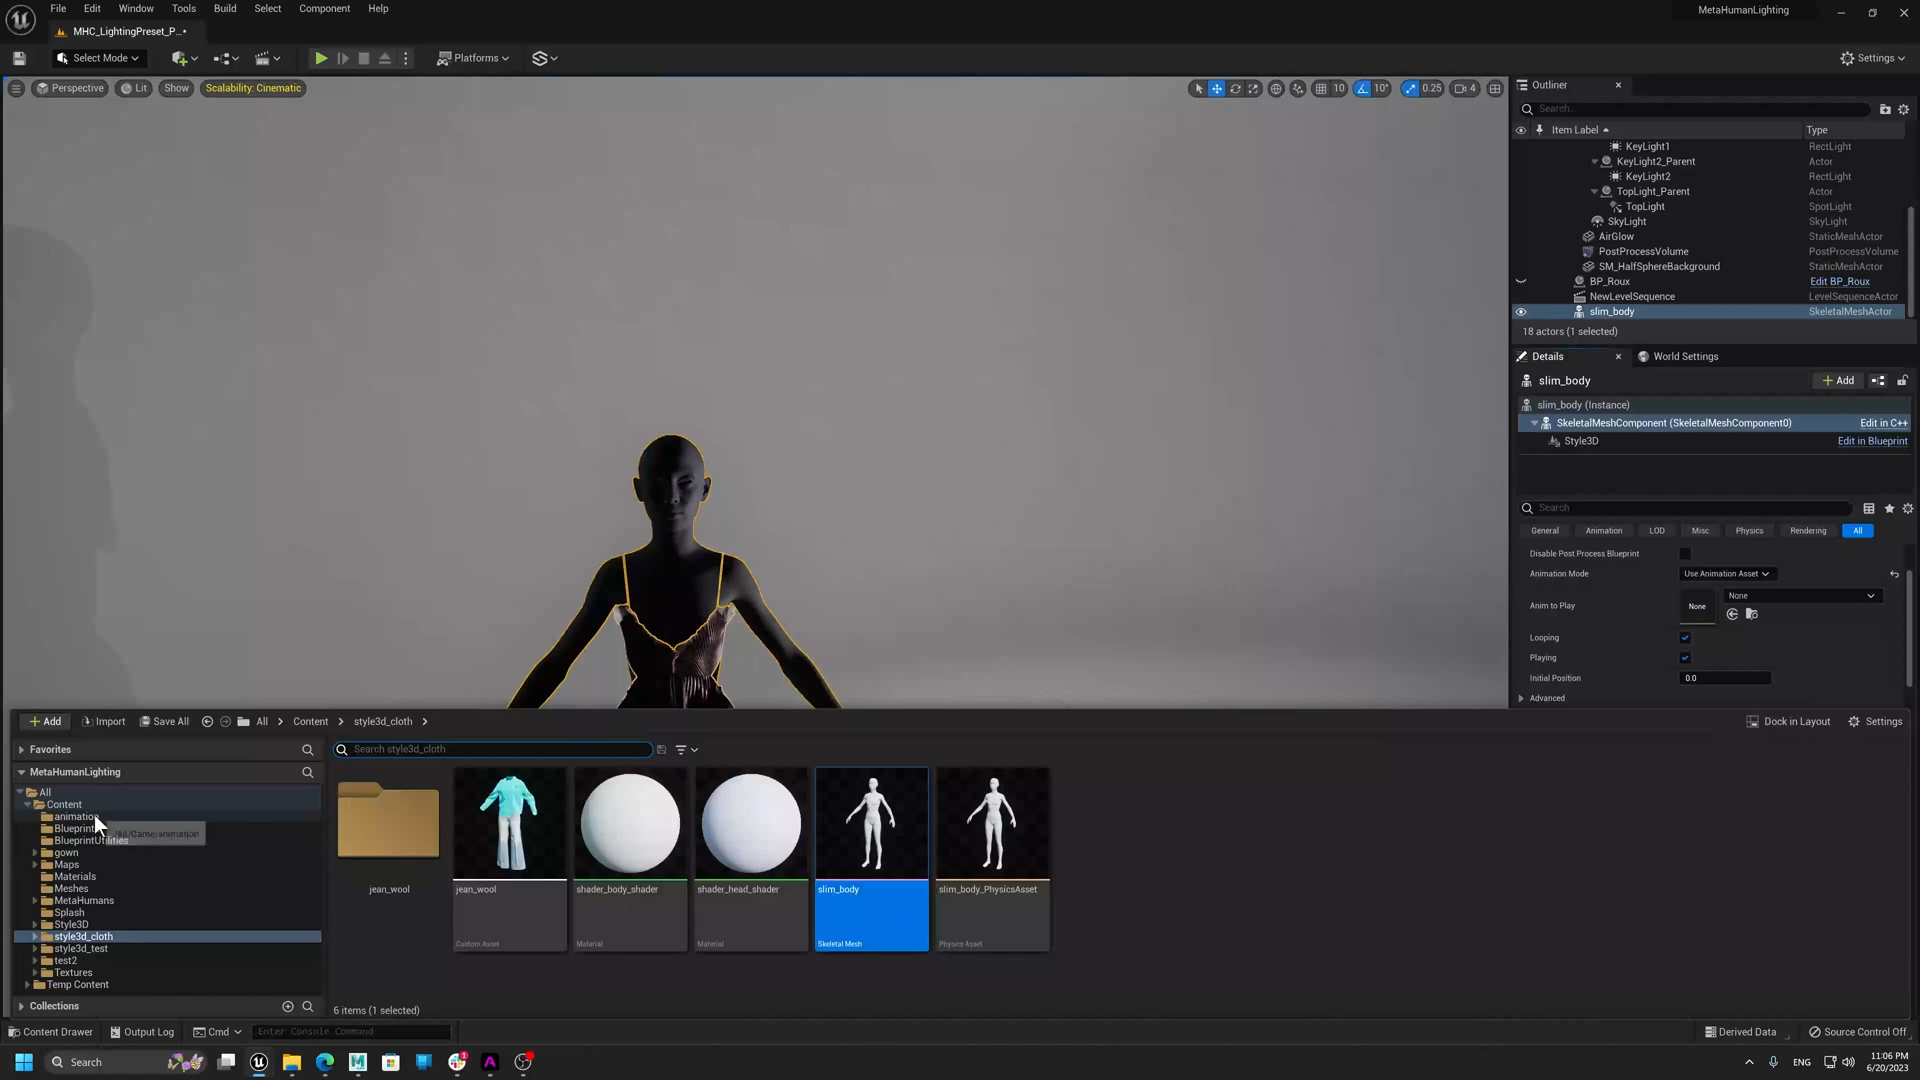 File Edit Window Tools Build Select Component Help
MetaHumanLighting
MHC_LightingPreset_P...*
Select Mode
Platforms
Settings
Perspective
Lit
Show
Scalability: Cinematic
10
10°
0.25
4
Outliner
Search...
Item Label
Type
KeyLight1 RectLight
KeyLight2_Parent Actor
KeyLight2 RectLight
TopLight_Parent Actor
TopLight SpotLight
SkyLight SkyLight
AirGlow StaticMeshActor
PostProcessVolume PostProcessVolume
SM_HalfSphereBackground StaticMeshActor
BP_Roux Edit BP_Roux
NewLevelSequence LevelSequenceActor
slim_body SkeletalMeshActor
18 actors (1 selected)
Details
World Settings
slim_body
Add
slim_body (Instance)
SkeletalMeshComponent (SkeletalMeshComponent0) Edit in C++
Style3D Edit in Blueprint
Search
General Animation LOD Misc Physics Rendering All
Disable Post Process Blueprint
Animation Mode Use Animation Asset
Anim to Play None None
Looping
Playing
Initial Position 0.0
Advanced
Add Import Save All All Content style3d_cloth
Dock in Layout Settings
Favorites
Search style3d_cloth
MetaHumanLighting
All
Content
animation
/All/Game/animation
Blueprint
BlueprintUtilities
gown
Maps
Materials
Meshes
MetaHumans
Splash
Style3D
style3d_cloth
style3d_test
test2
Textures
Temp Content
Collections
jean_wool
jean_wool
Custom Asset
shader_body_shader
Material
shader_head_shader
Material
slim_body
Skeletal Mesh
slim_body_PhysicsAsset
Physics Asset
6 items (1 selected)
Content Drawer Output Log Cmd Enter Console Command
Derived Data Source Control Off
Search
1
ENG
11:06 PM
6/20/2023